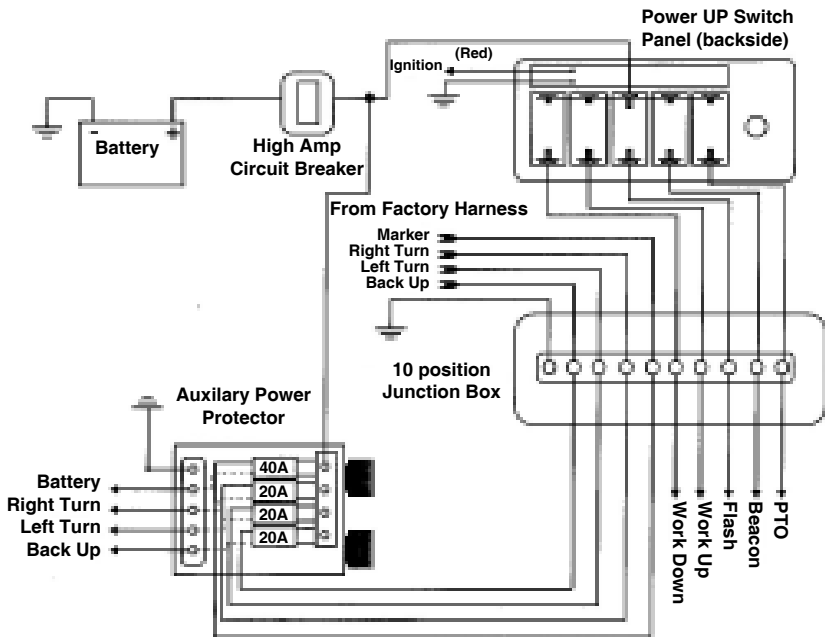 Power UP Switch
Panel (backside)
(Red)
Ignition
-
+
Battery
High Amp
Circuit Breaker
From Factory Harness
Marker
Right Turn
Left Turn
Back Up
10 position
Junction Box
Auxilary Power
Protector
40A
20A
20A
20A
Battery
Right Turn
Left Turn
Back Up
Work Down
Work Up
Flash
Beacon
PTO